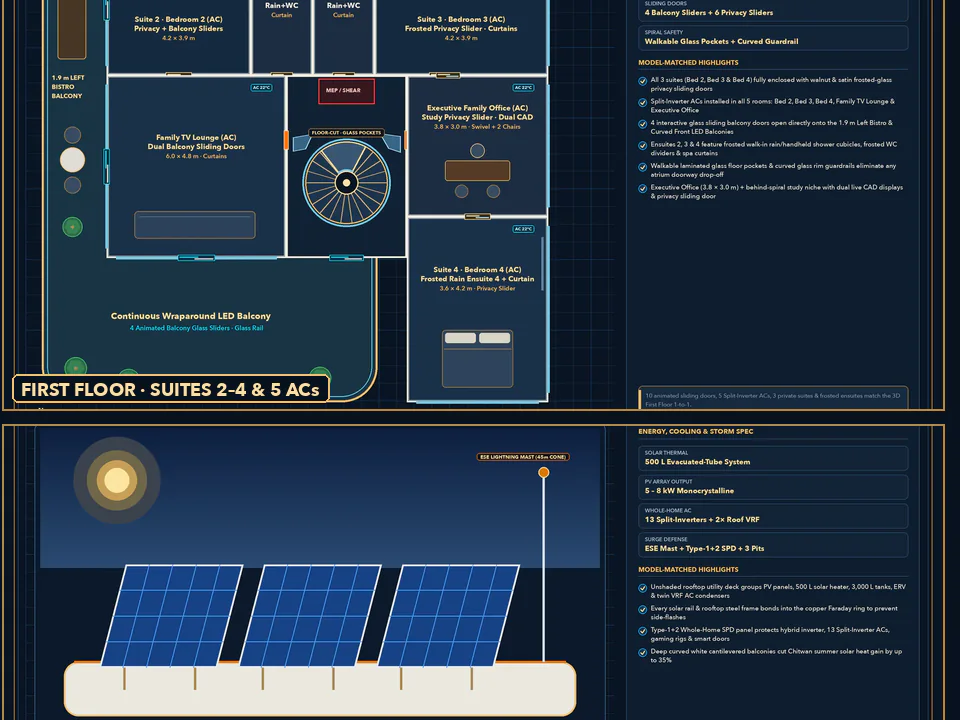 Suite 2 · Bedroom 2 (AC)
Privacy + Balcony Sliders
4.2 × 3.9 m
Rain+WC
Curtain
Rain+WC
Curtain
Suite 3 · Bedroom 3 (AC)
Frosted Privacy Slider · Curtains
4.2 × 3.9 m
1.9 m LEFT
BISTRO
BALCONY
AC 22°C
Family TV Lounge (AC)
Dual Balcony Sliding Doors
6.0 × 4.8 m · Curtains
MEP / SHEAR
FLOOR-CUT · GLASS POCKETS
AC 22°C
Executive Family Office (AC)
Study Privacy Slider · Dual CAD
3.8 × 3.0 m · Swivel + 2 Chairs
AC 22°C
Suite 4 · Bedroom 4 (AC)
Frosted Rain Ensuite 4 + Curtain
3.6 × 4.2 m · Privacy Slider
Continuous Wraparound LED Balcony
4 Animated Balcony Glass Sliders · Glass Rail
FIRST FLOOR · SUITES 2–4 & 5 ACs
SLIDING DOORS
4 Balcony Sliders + 6 Privacy Sliders
SPIRAL SAFETY
Walkable Glass Pockets + Curved Guardrail
MODEL-MATCHED HIGHLIGHTS
All 3 suites (Bed 2, Bed 3 & Bed 4) fully enclosed with walnut & satin frosted-glass
privacy sliding doors
Split-Inverter ACs installed in all 5 rooms: Bed 2, Bed 3, Bed 4, Family TV Lounge &
Executive Office
4 interactive glass sliding balcony doors open directly onto the 1.9 m Left Bistro &
Curved Front LED Balconies
Ensuites 2, 3 & 4 feature frosted walk-in rain/handheld shower cubicles, frosted WC
dividers & spa curtains
Walkable laminated glass floor pockets & curved glass rim guardrails eliminate any
atrium doorway drop-off
Executive Office (3.8 × 3.0 m) + behind-spiral study niche with dual live CAD displays
& privacy sliding door
10 animated sliding doors, 5 Split-Inverter ACs, 3 private suites & frosted ensuites match the 3D
First Floor 1-to-1.
ESE LIGHTNING MAST (45m CONE)
ENERGY, COOLING & STORM SPEC
SOLAR THERMAL
500 L Evacuated-Tube System
PV ARRAY OUTPUT
5 – 8 kW Monocrystalline
WHOLE-HOME AC
13 Split-Inverters + 2× Roof VRF
SURGE DEFENSE
ESE Mast + Type-1+2 SPD + 3 Pits
MODEL-MATCHED HIGHLIGHTS
Unshaded rooftop utility deck groups PV panels, 500 L solar heater, 3,000 L tanks, ERV
& twin VRF AC condensers
Every solar rail & rooftop steel frame bonds into the copper Faraday ring to prevent
side-flashes
Type-1+2 Whole-Home SPD panel protects hybrid inverter, 13 Split-Inverter ACs,
gaming rigs & smart doors
Deep curved white cantilevered balconies cut Chitwan summer solar heat gain by up
to 35%